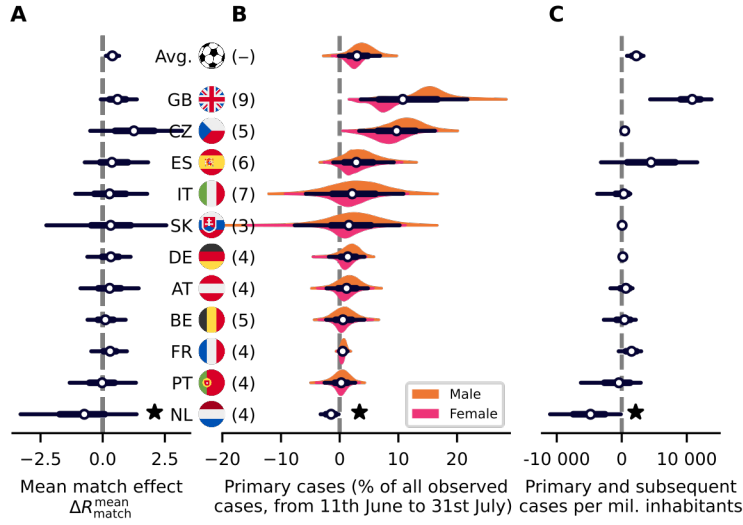 A
B
C
Avg. (–)
GB (9)
CZ (5)
ES (6)
IT (7)
SK (3)
DE (4)
AT (4)
BE (5)
FR (4)
PT (4)
NL (4)
Male
Female
−2.5 0.0 2.5
−20 −10 0 10 20
-10 000 0 10 000
Mean match effect
ΔR^mean_match
Primary cases (% of all observed
cases, from 11th June to 31st July)
Primary and subsequent
cases per mil. inhabitants